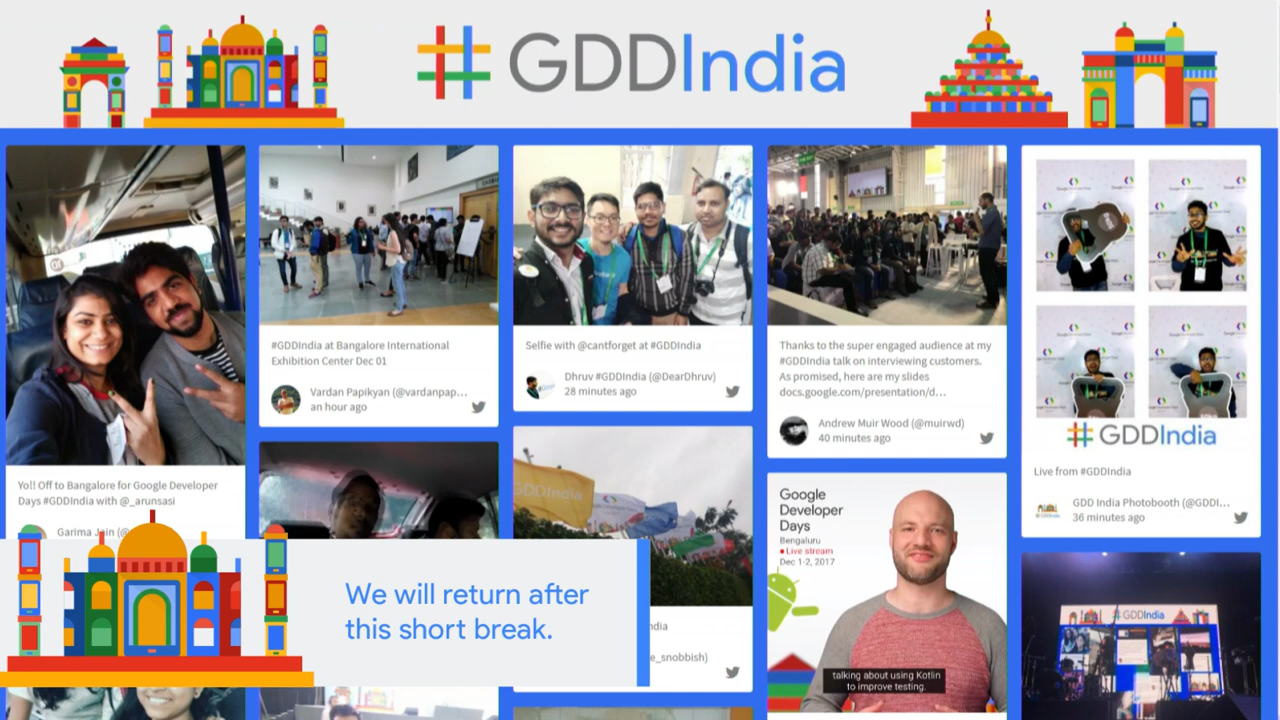 #GDDIndia
Yo!! Off to Bangalore for Google Developer
Days #GDDIndia with @_arunsasi
Garima Jain (@
We will return after
this short break.
#GDDIndia at Bangalore International
Exhibition Center Dec 01
Vardan Papikyan (@vardanpap...
an hour ago
Selfie with @cantforget at #GDDIndia
Dhruv #GDDIndia (@DearDhruv)
28 minutes ago
GDDIndia
ndia
e_snobbish)
Thanks to the super engaged audience at my
#GDDIndia talk on interviewing customers.
As promised, here are my slides
docs.google.com/presentation/d...
Andrew Muir Wood (@muirwd)
40 minutes ago
Google
Developer
Days
Bengaluru
Live stream
Dec 1-2, 2017
talking about using Kotlin
to improve testing.
#GDDIndia
Live from #GDDIndia
GDD India Photobooth (@GDDI...
36 minutes ago
#GDDIndia